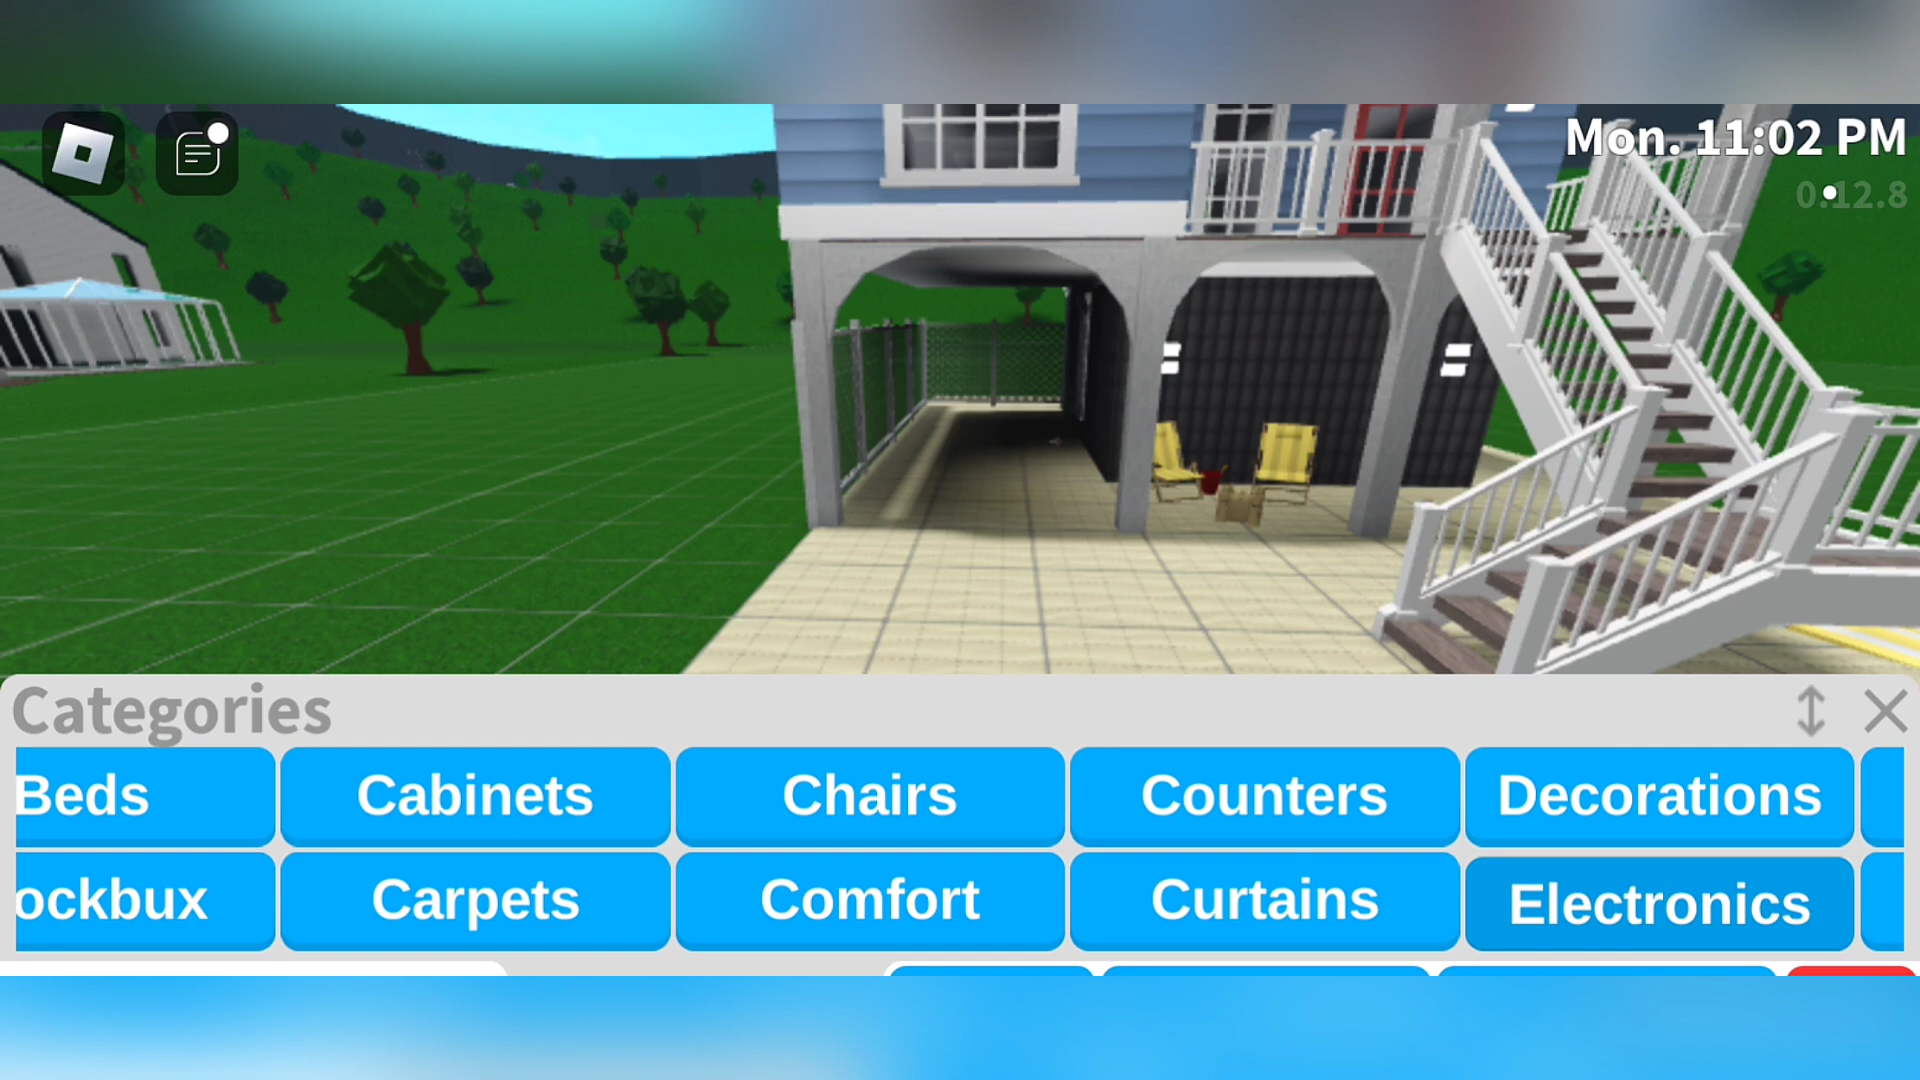 Mon. 11:02 PM
0.12.8
Categories
Beds
Cabinets
Chairs
Counters
Decorations
ockbux
Carpets
Comfort
Curtains
Electronics